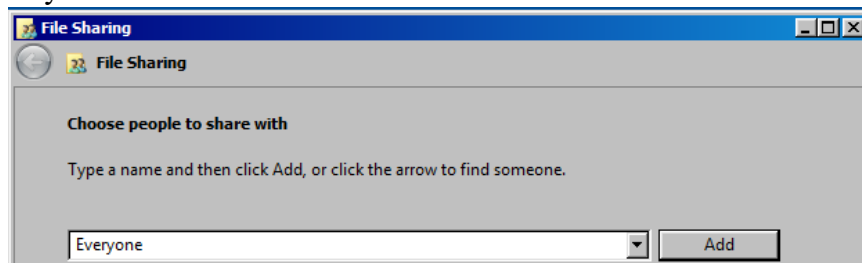 File Sharing
File Sharing
Choose people to share with
Type a name and then click Add, or click the arrow to find someone.
Everyone Add